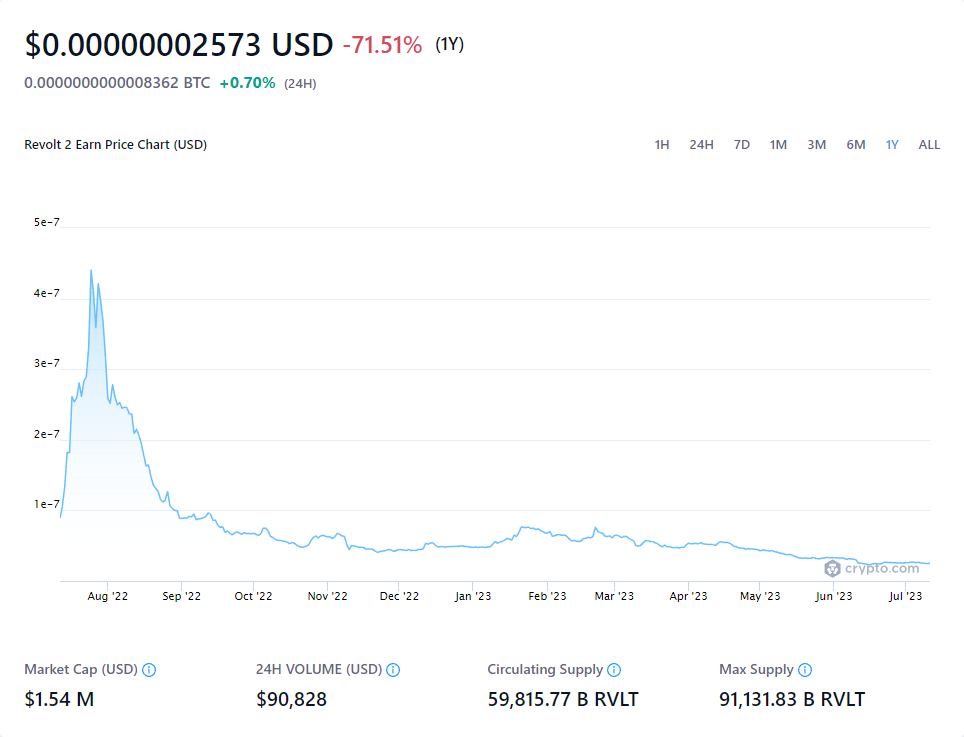 $0.00000002573 USD -71.51% (1Y)
0.0000000000008362 BTC +0.70% (24H)
Revolt 2 Earn Price Chart (USD) 1H 24H 7D 1M 3M 6M 1Y ALL
5e-7
4e-7
3e-7
2e-7
1e-7
crypto.com
Aug '22 Sep '22 Oct '22 Nov '22 Dec '22 Jan '23 Feb '23 Mar '23 Apr '23 May '23 Jun '23 Jul '23
Market Cap (USD) 24H VOLUME (USD) Circulating Supply Max Supply
$1.54 M $90,828 59,815.77 B RVLT 91,131.83 B RVLT